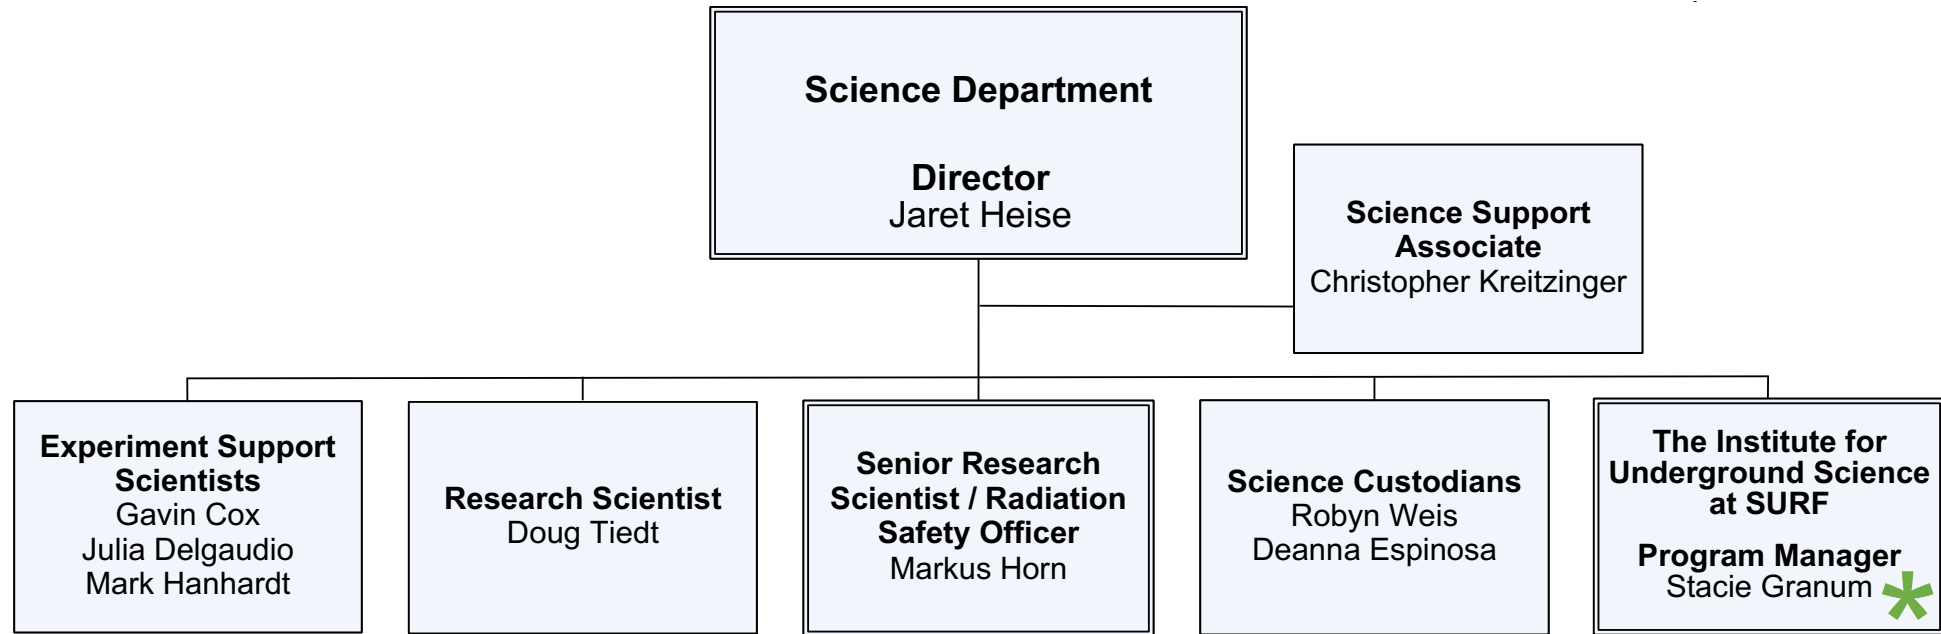 Science Department
Director
Jaret Heise
Science Support
Associate
Christopher Kreitzinger
Experiment Support
Scientists
Gavin Cox
Julia Delgaudio
Mark Hanhardt
Research Scientist
Doug Tiedt
Senior Research
Scientist / Radiation
Safety Officer
Markus Horn
Science Custodians
Robyn Weis
Deanna Espinosa
The Institute for
Underground Science
at SURF
Program Manager
Stacie Granum *